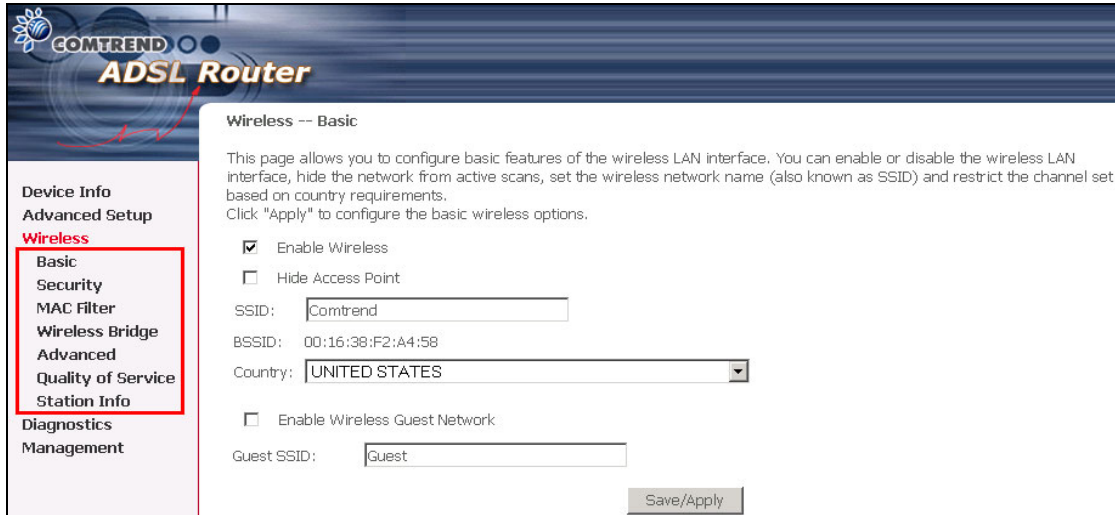 COMTREND
ADSL Router
Device Info
Advanced Setup
Wireless
Basic
Security
MAC Filter
Wireless Bridge
Advanced
Quality of Service
Station Info
Diagnostics
Management
Wireless -- Basic
This page allows you to configure basic features of the wireless LAN interface. You can enable or disable the wireless LAN
interface, hide the network from active scans, set the wireless network name (also known as SSID) and restrict the channel set
based on country requirements.
Click "Apply" to configure the basic wireless options.
Enable Wireless
Hide Access Point
SSID: Comtrend
BSSID: 00:16:38:F2:A4:58
Country: UNITED STATES
Enable Wireless Guest Network
Guest SSID: Guest
Save/Apply